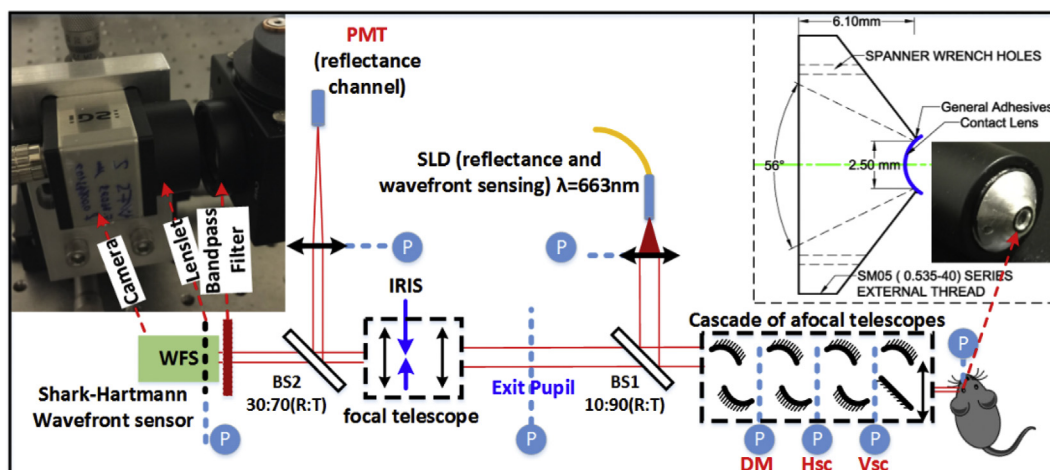 PMT
(reflectance
channel)
SLD (reflectance and
wavefront sensing) λ=663nm
6.10mm
SPANNER WRENCH HOLES
General Adhesives
Contact Lens
56°
2.50 mm
SM05 ( 0.535-40) SERIES
EXTERNAL THREAD
Camera
Lenslet
Bandpass
Filter
P
P
IRIS
Cascade of afocal telescopes
WFS
BS2
30:70(R:T)
focal telescope
Exit Pupil
BS1
10:90(R:T)
P
Shark-Hartmann
Wavefront sensor
P
P
P
P
P
DM
Hsc
Vsc